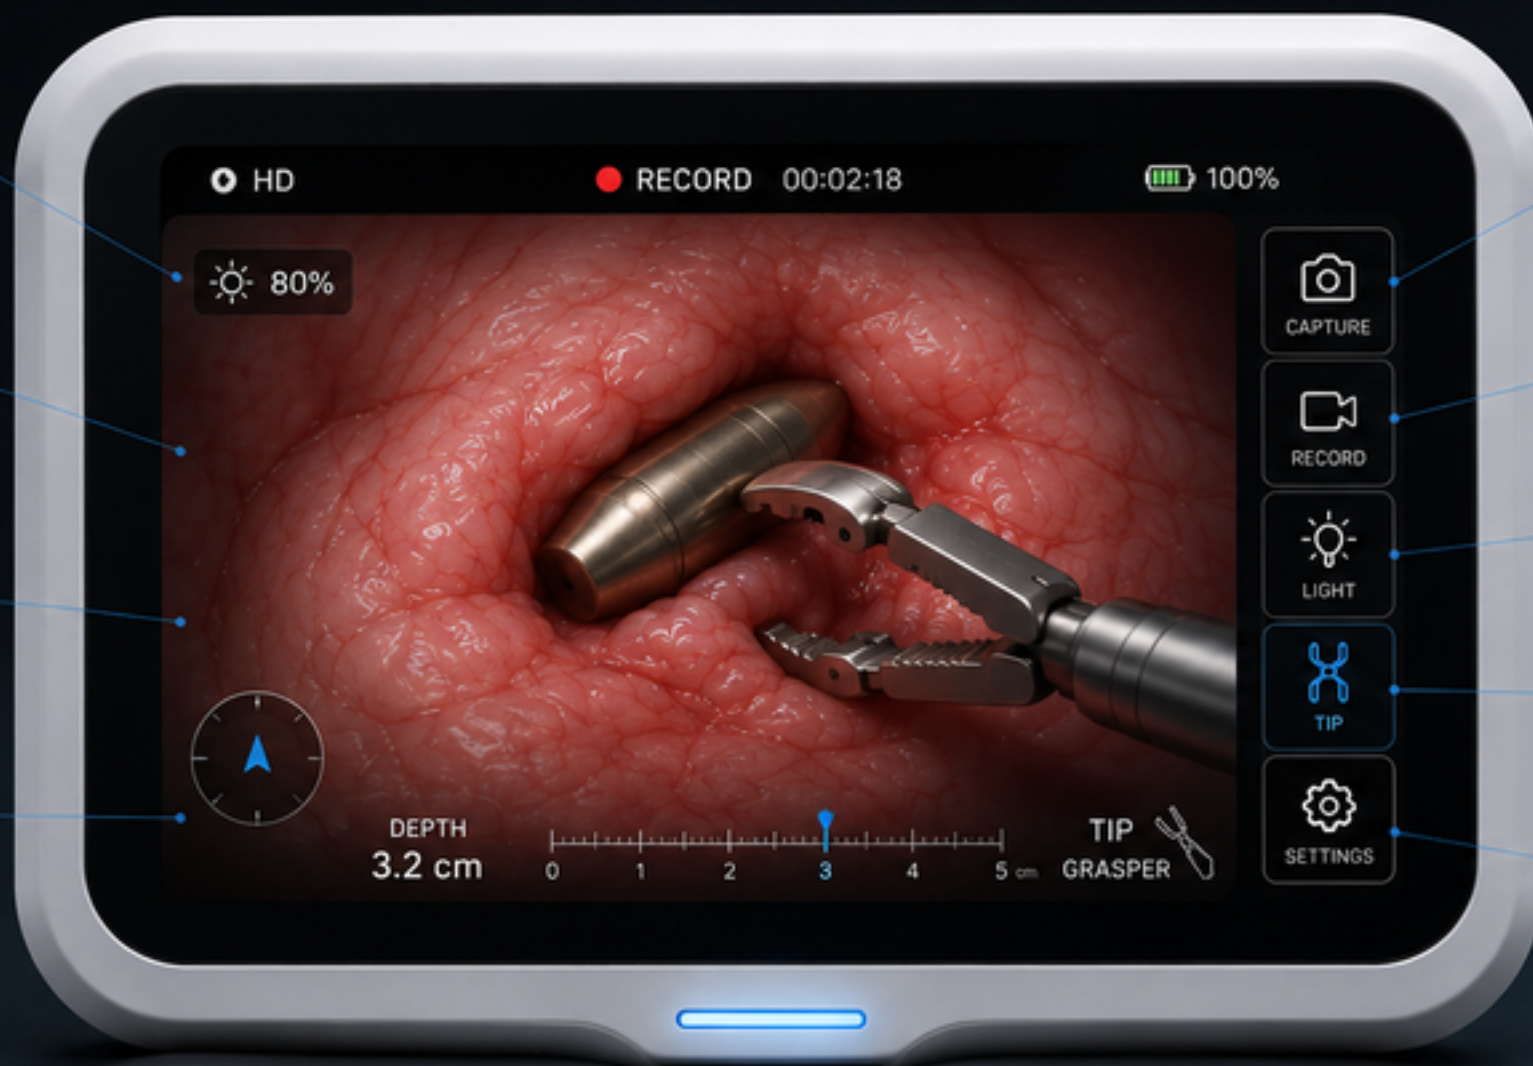 HD
RECORD 00:02:18
100%
80%
CAPTURE
RECORD
LIGHT
TIP
SETTINGS
DEPTH
3.2 cm
0 1 2 3 4 5 cm
TIP
GRASPER